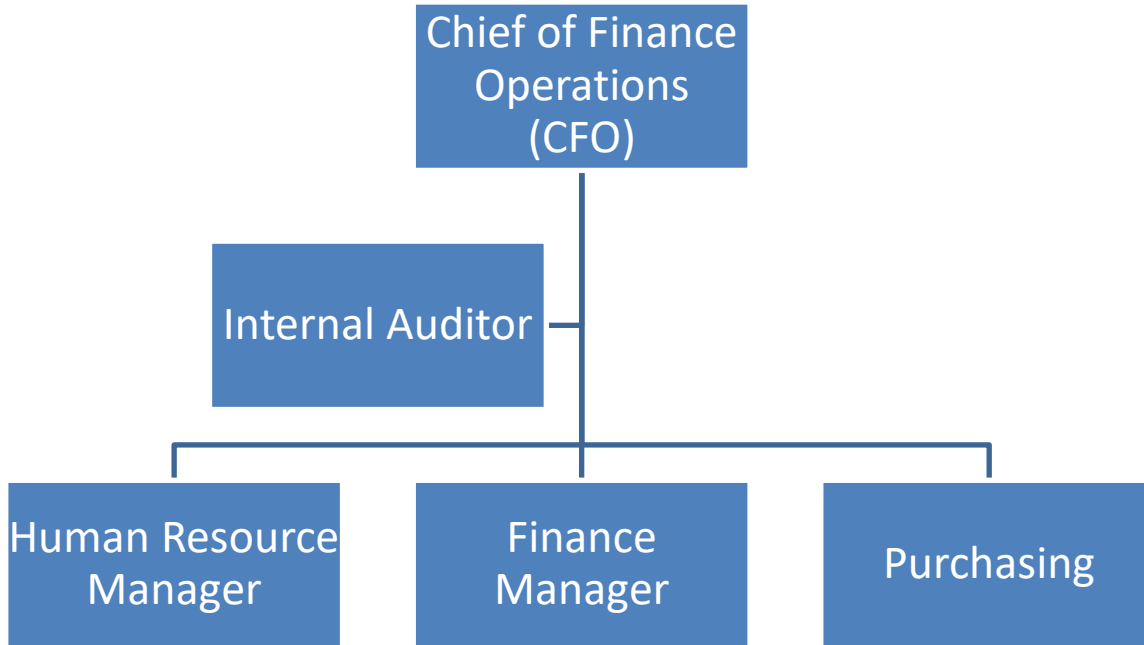 Chief of Finance
Operations
(CFO)
Internal Auditor
Human Resource
Manager
Finance
Manager
Purchasing